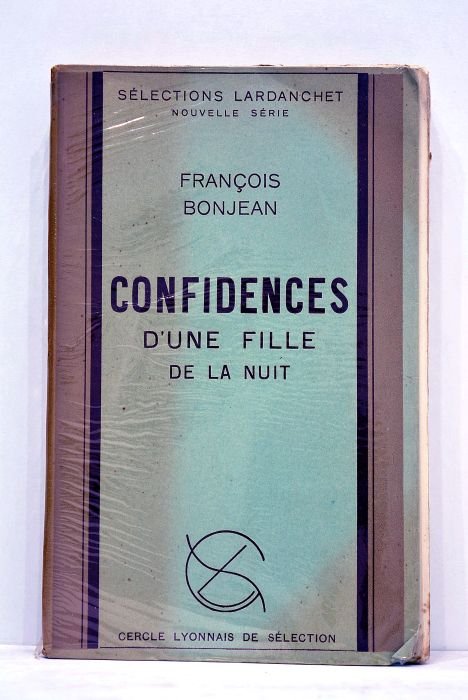 SÉLECTIONS LARDANCHET
NOUVELLE SÉRIE
FRANÇOIS
BONJEAN
CONFIDENCES
D'UNE FILLE
DE LA NUIT
CERCLE LYONNAIS DE SÉLECTION